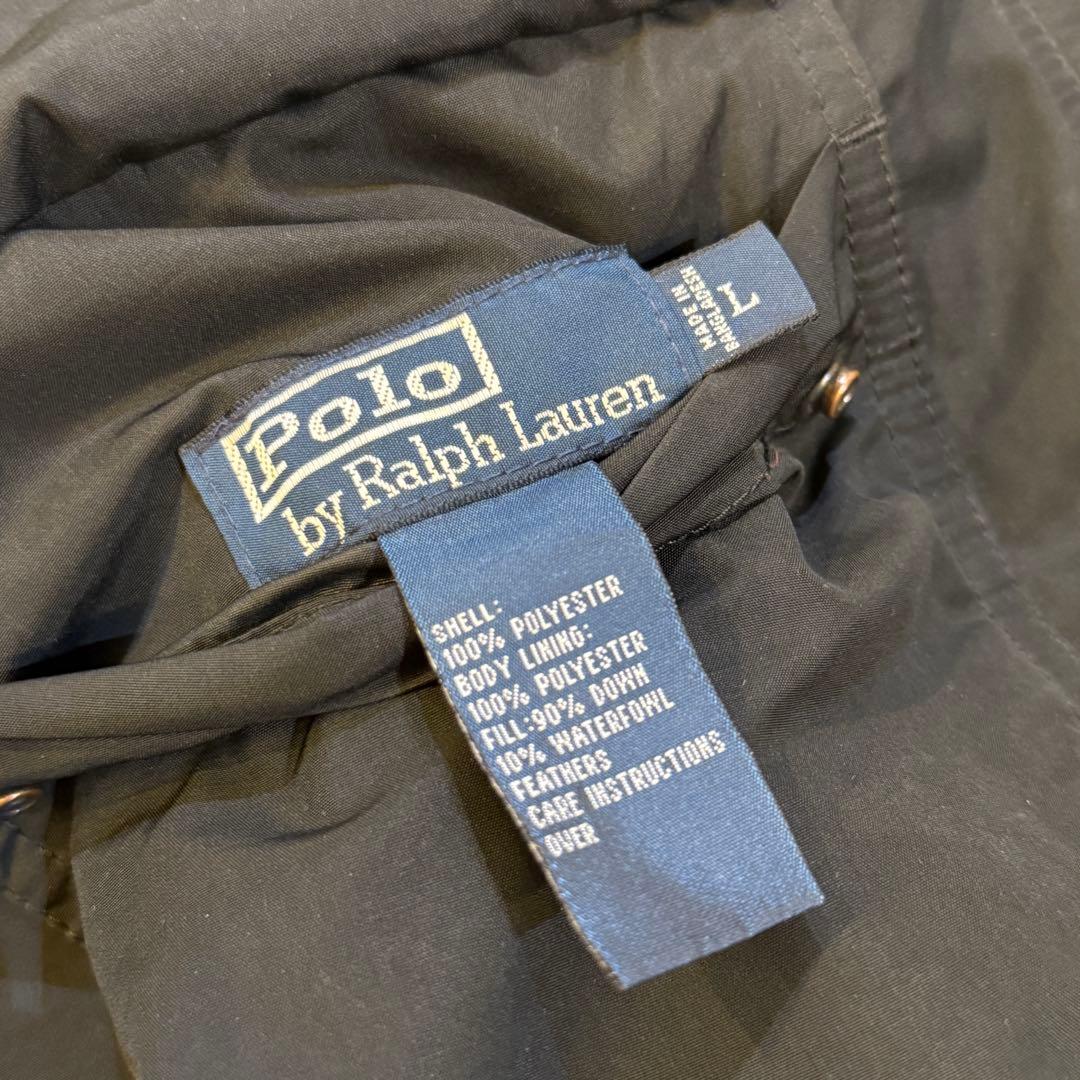 Polo
by Ralph Lauren
L
MADE IN
BANGLADESH
SHELL:
100% POLYESTER
BODY LINING:
100% POLYESTER
FILL:90% DOWN
10% WATERFOWL
FEATHERS
CARE INSTRUCTIONS
OVER